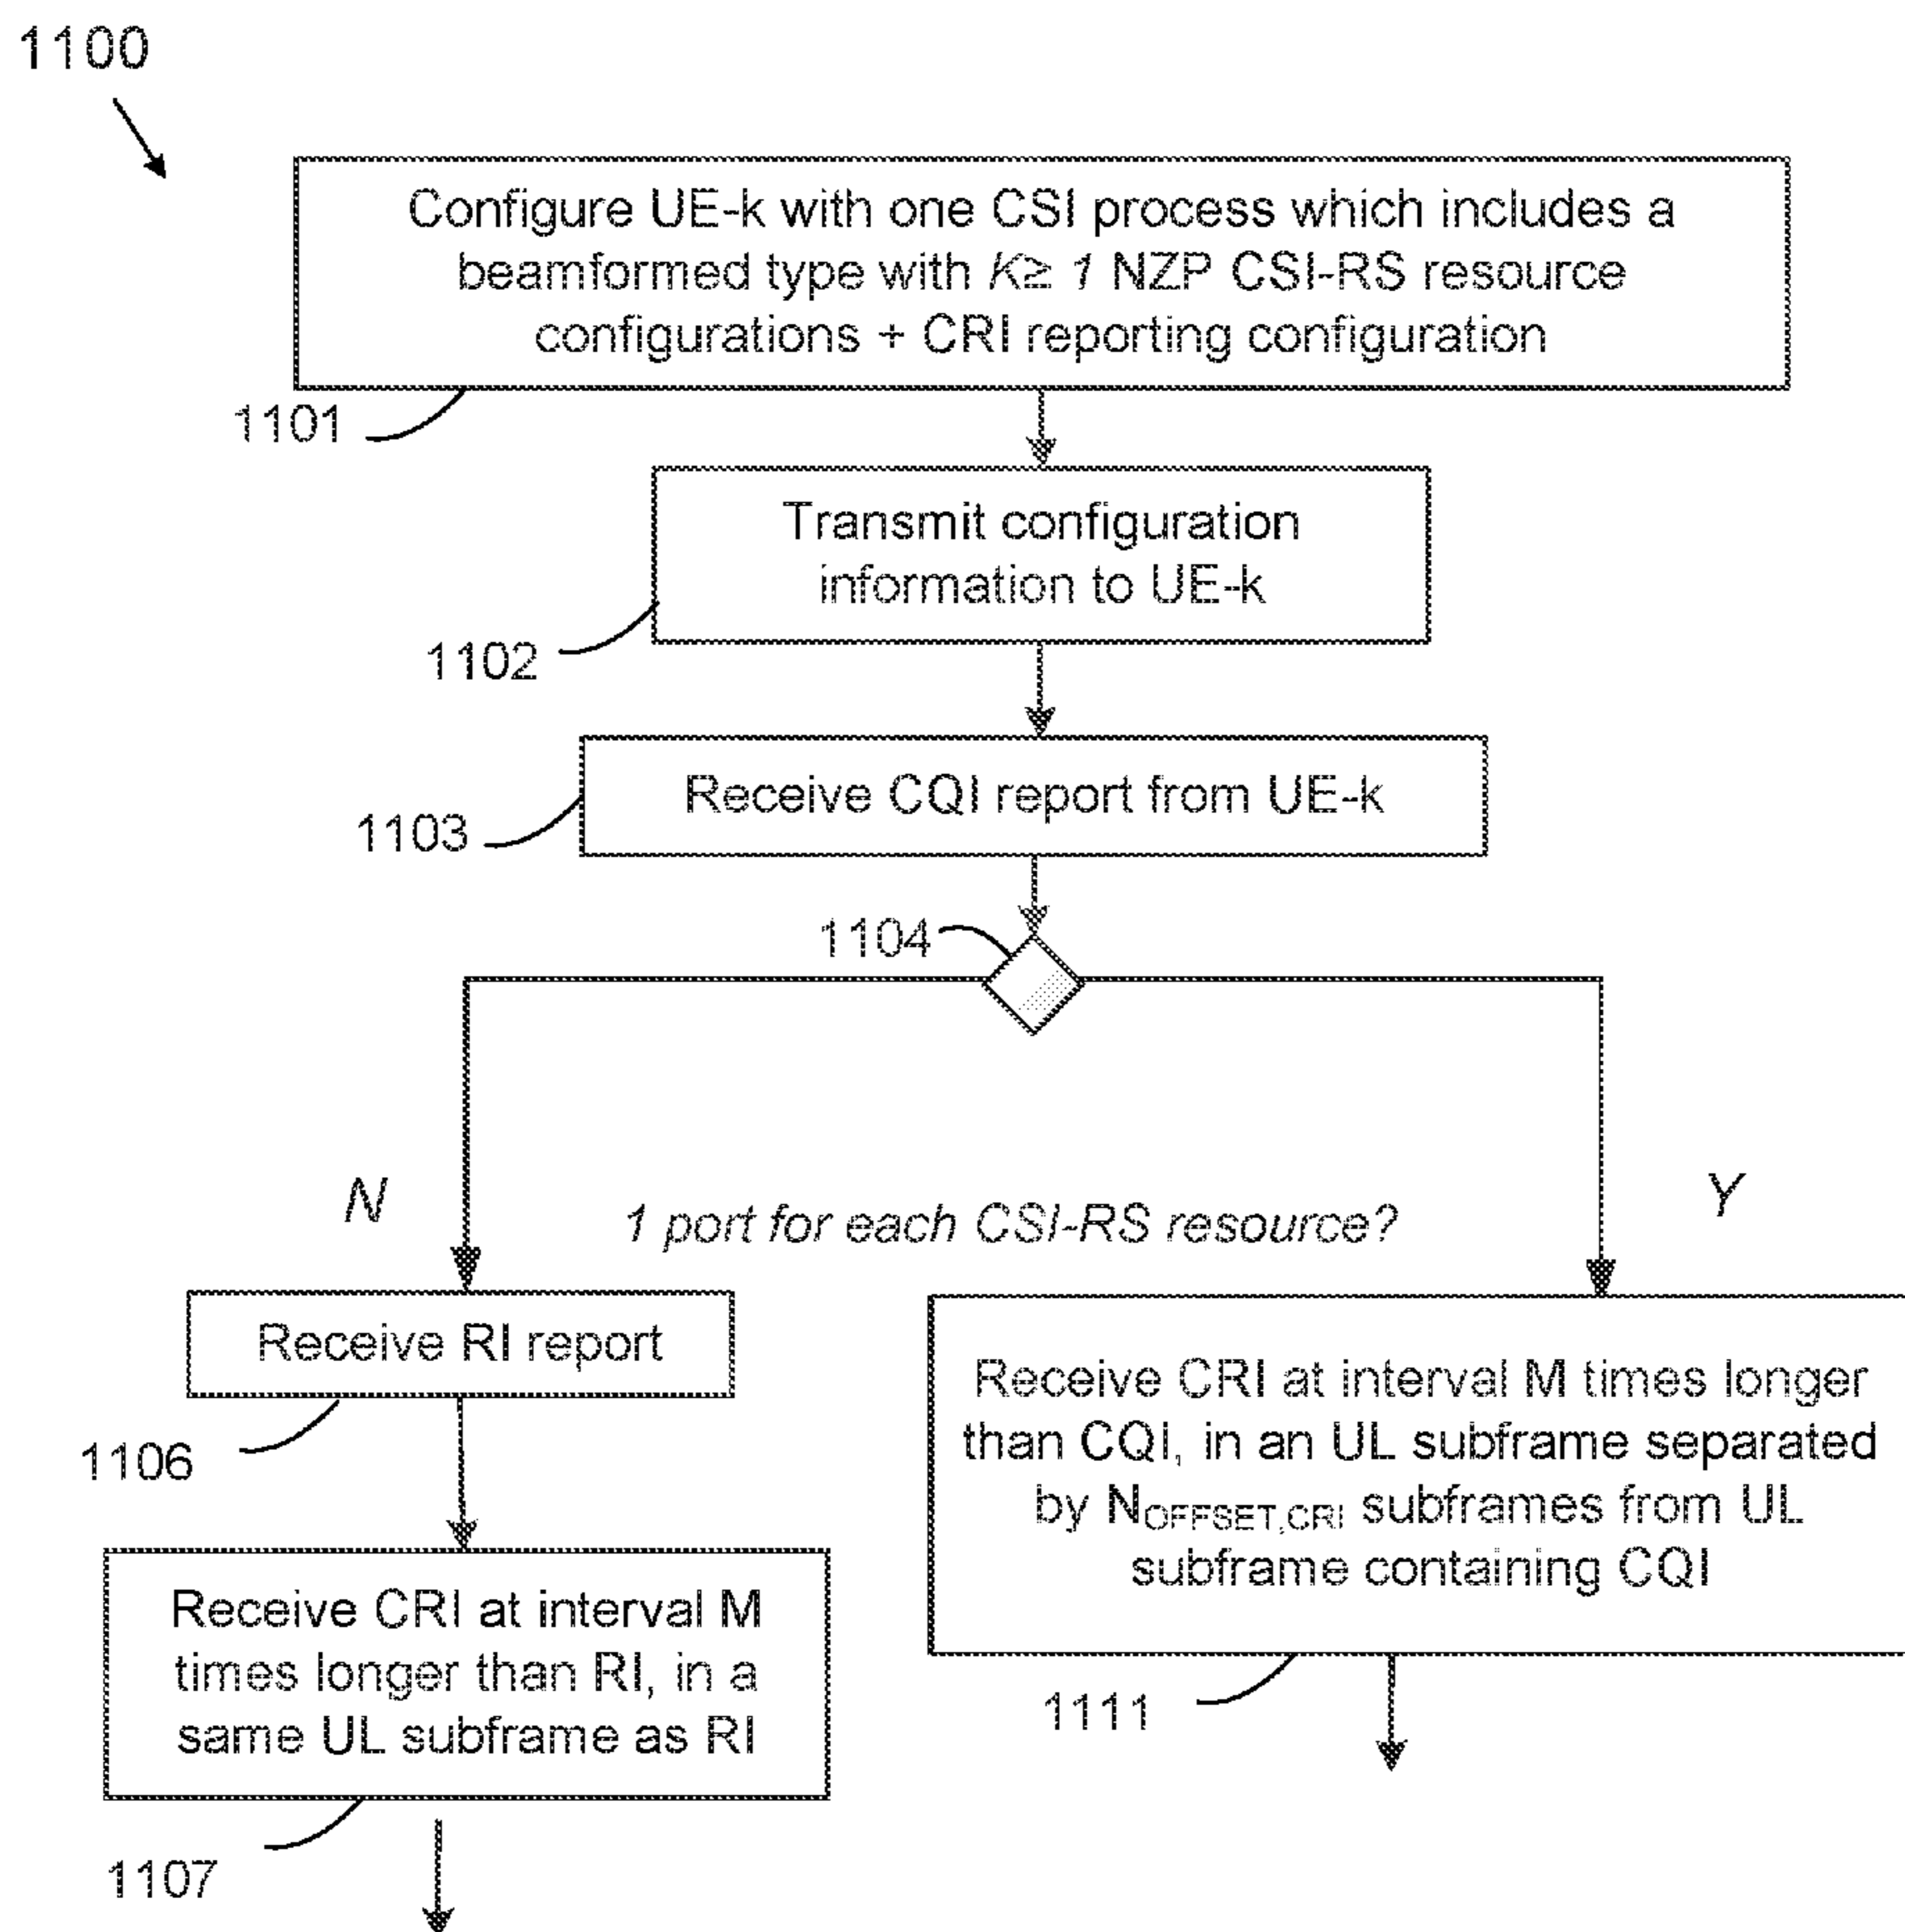 1100
Configure UE-k with one CSI process which includes a
beamformed type with K≥ 1 NZP CSI-RS resource
configurations + CRI reporting configuration
1101
Transmit configuration
information to UE-k
1102
Receive CQI report from UE-k
1103
1104
N
1 port for each CSI-RS resource?
Y
Receive RI report
1106
Receive CRI at interval M
times longer than RI, in a
same UL subframe as RI
1107
Receive CRI at interval M times longer
than CQI, in an UL subframe separated
by NOFFSET,CRI subframes from UL
subframe containing CQI
1111